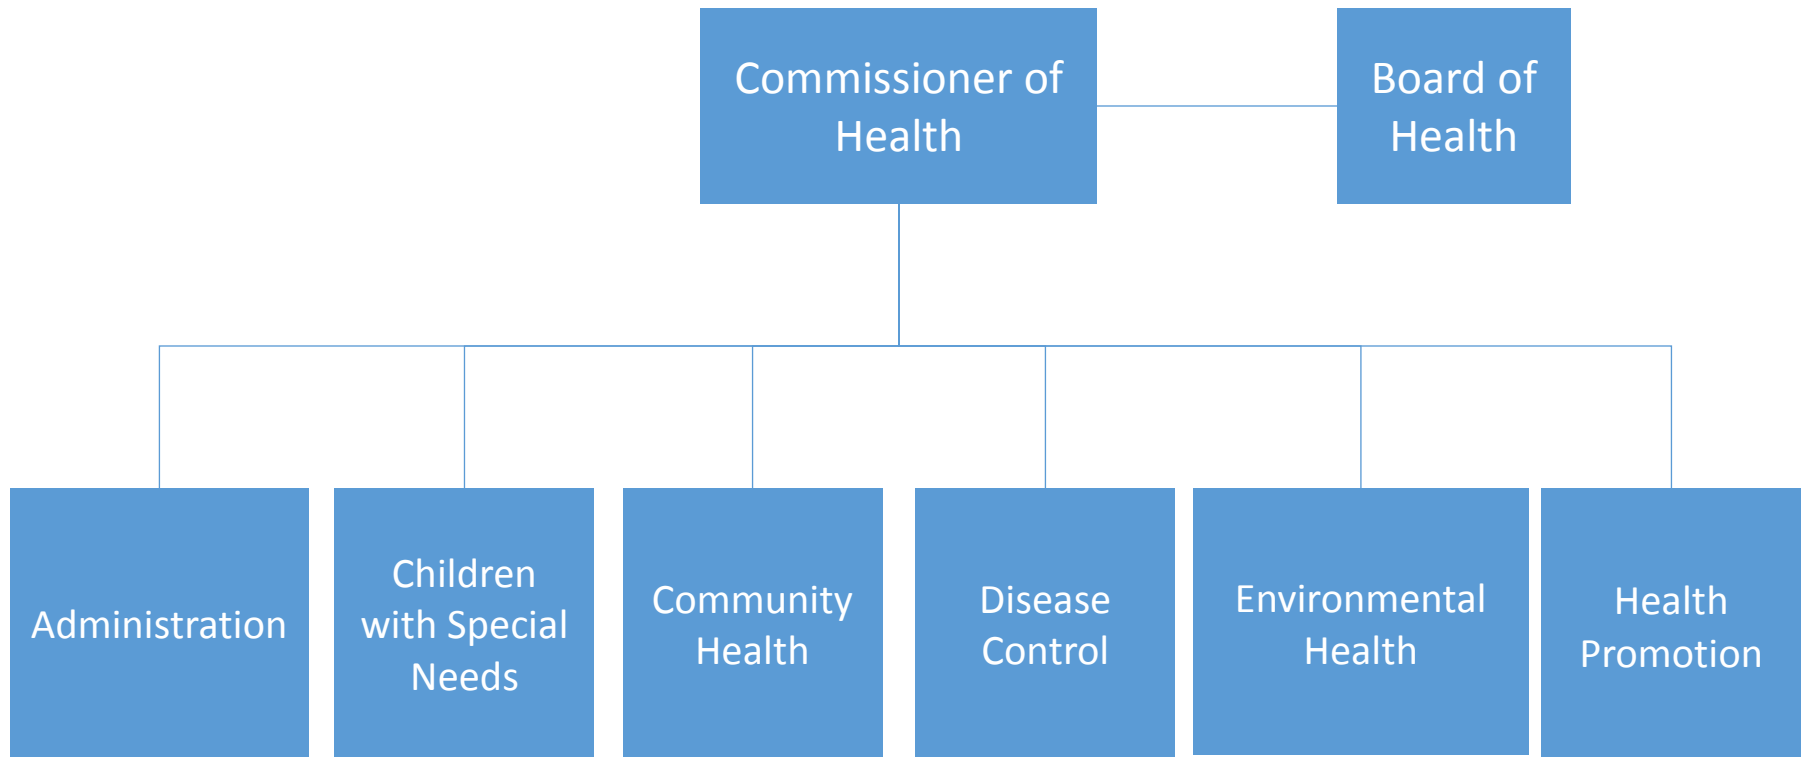 Commissioner of
Health
Board of
Health
Administration
Children
with Special
Needs
Community
Health
Disease
Control
Environmental
Health
Health
Promotion